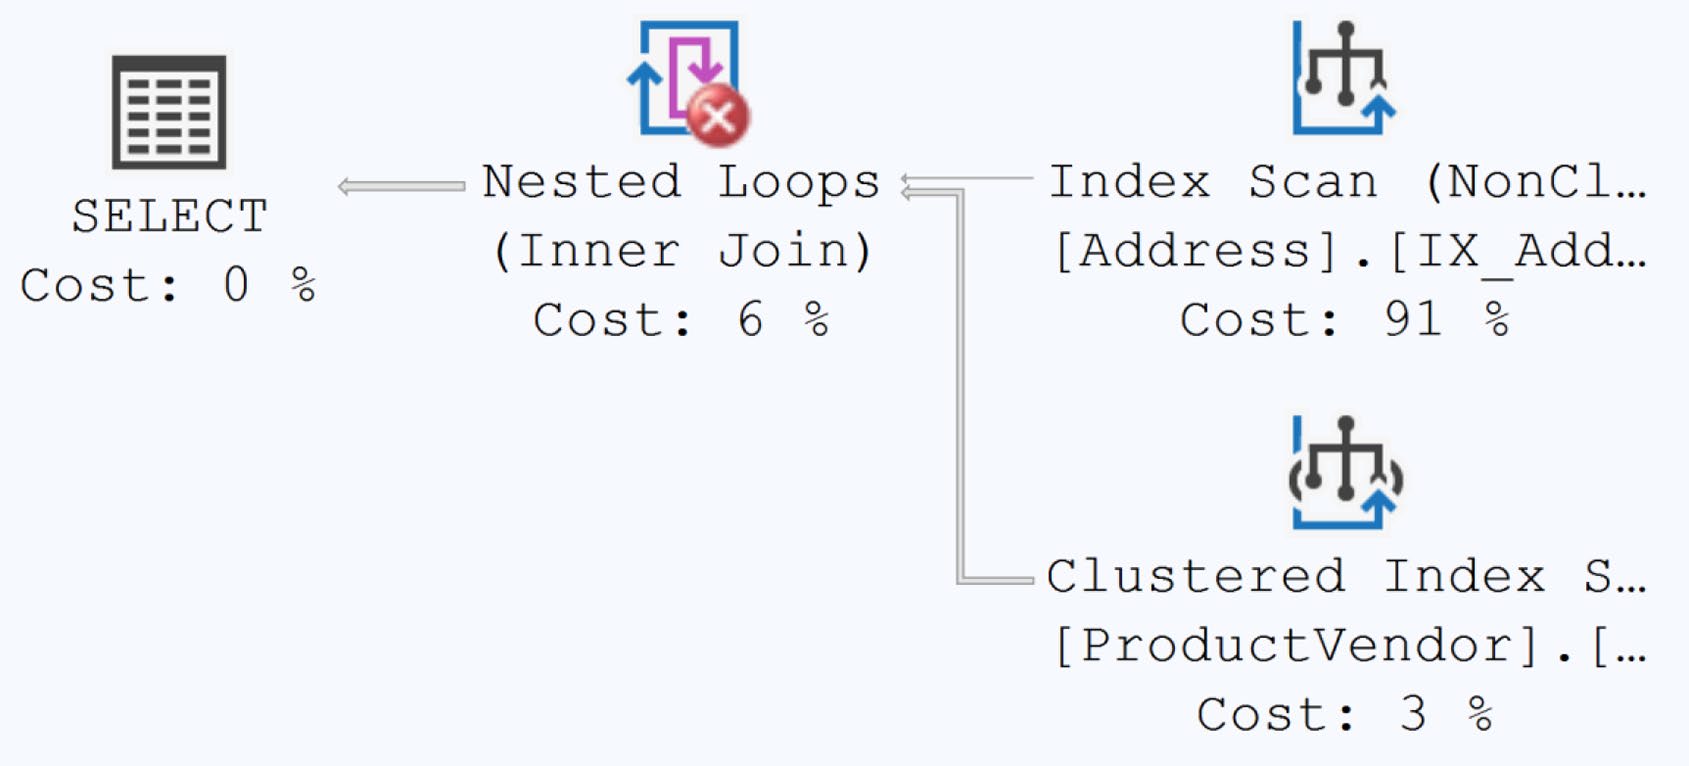 SELECT
Cost: 0 %
Nested Loops
(Inner Join)
Cost: 6 %
Index Scan (NonCl…
[Address].[IX_Add…
Cost: 91 %
Clustered Index S…
[ProductVendor].[…
Cost: 3 %